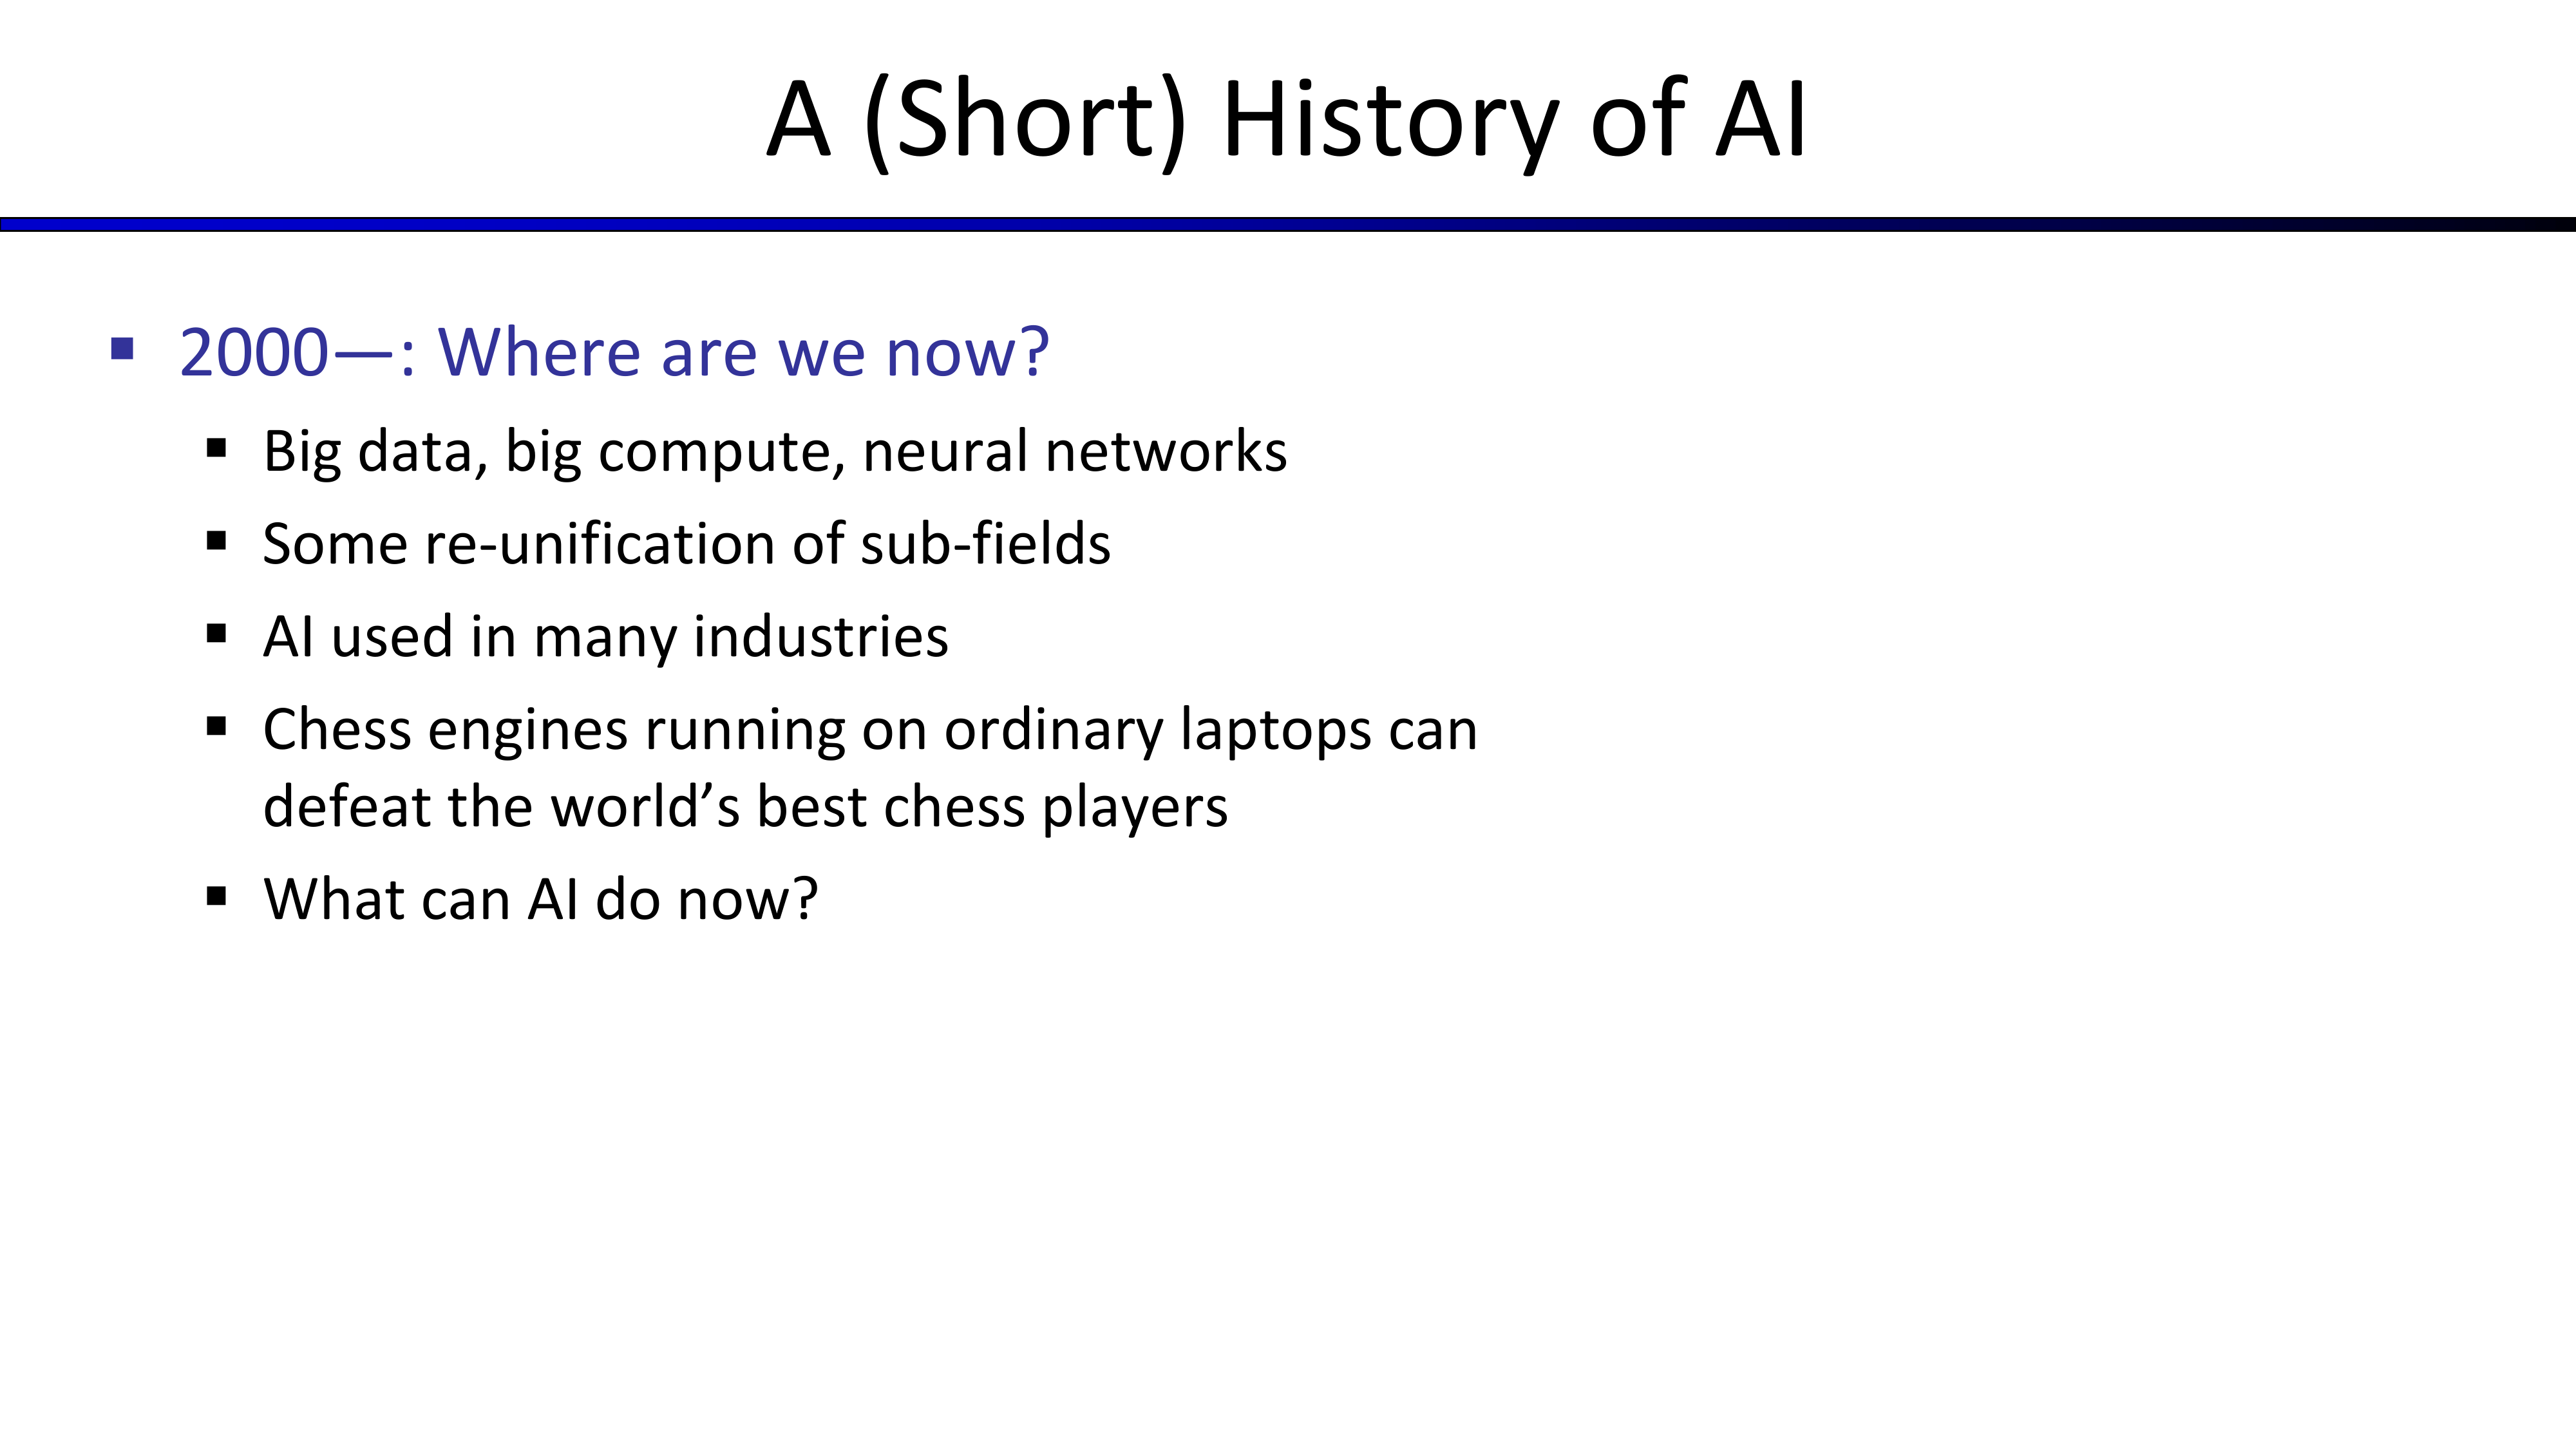 A (Short) History of AI
2000—: Where are we now?
Big data, big compute, neural networks
Some re-unification of sub-fields
AI used in many industries
Chess engines running on ordinary laptops can
defeat the world’s best chess players
What can AI do now?